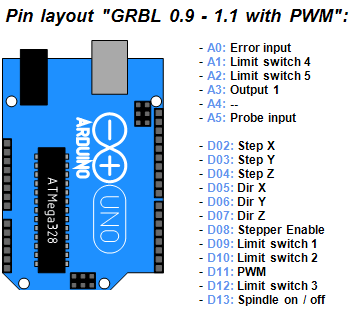 Pin layout "GRBL 0.9 - 1.1 with PWM":
- A0: Error input
- A1: Limit switch 4
- A2: Limit switch 5
- A3: Output 1
- A4: --
- A5: Probe input
- D02: Step X
- D03: Step Y
- D04: Step Z
- D05: Dir X
- D06: Dir Y
- D07: Dir Z
- D08: Stepper Enable
- D09: Limit switch 1
- D10: Limit switch 2
- D11: PWM
- D12: Limit switch 3
- D13: Spindle on / off
ARDUINO
UNO
ATMega328